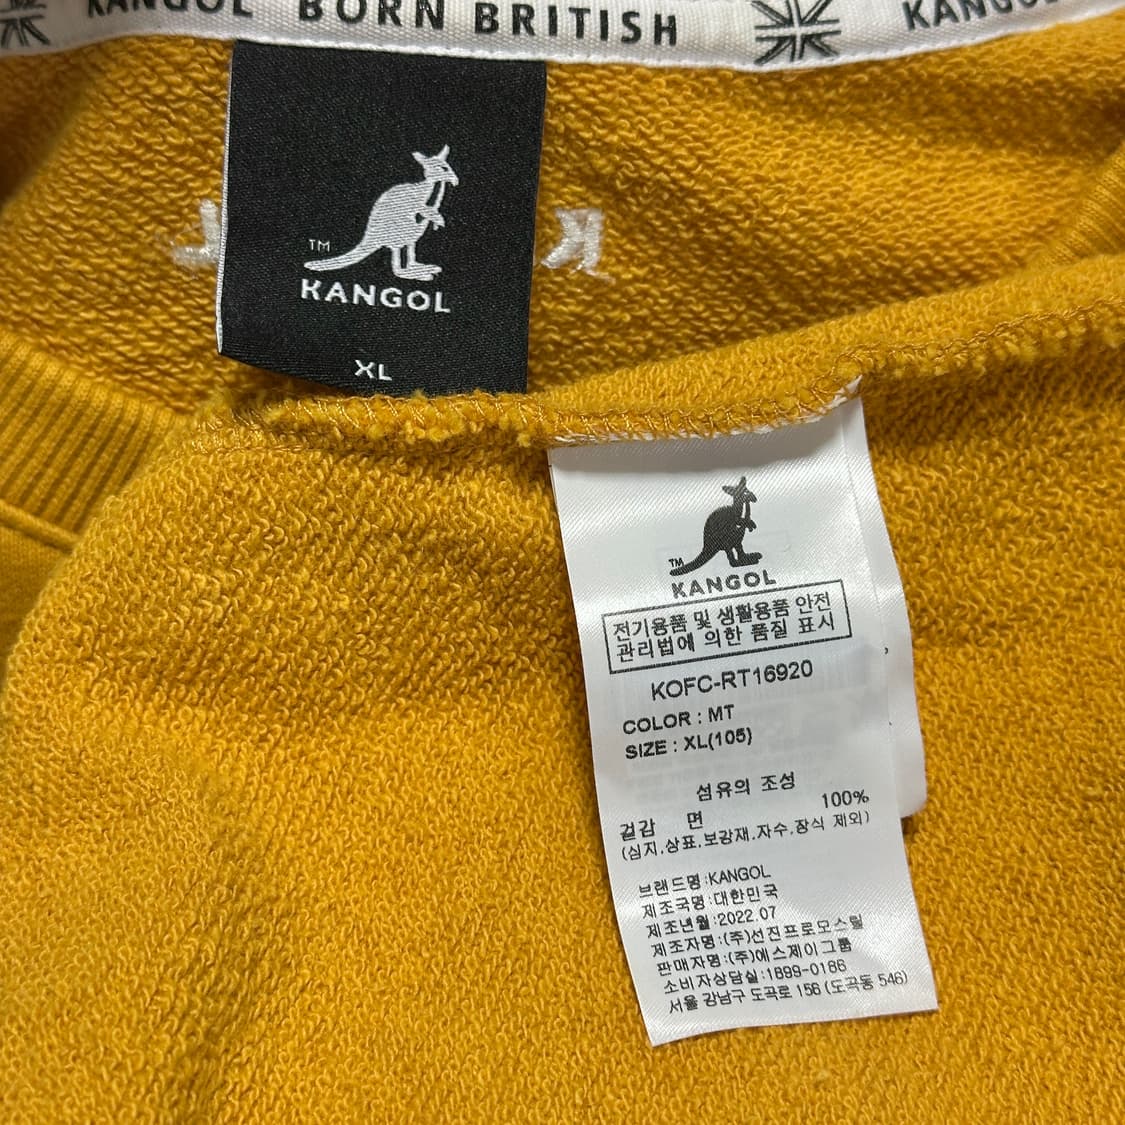 KANGOL BORN BRITISH KANGOL
TM
KANGOL
XL
K
TM
KANGOL
전기용품 및 생활용품 안전
관리법에 의한 품질 표시
KOFC-RT16920
COLOR : MT
SIZE : XL(105)
섬유의 조성
겉감 면 100%
(심지,상표,보강재,자수,장식 제외)
브랜드명:KANGOL
제조국명:대한민국
제조년월:2022.07
제조자명:(주)선진프로모스릴
판매자명:(주)에스제이그룹
소비자상담실:1899-0186
서울 강남구 도곡로 156 (도곡동 546)